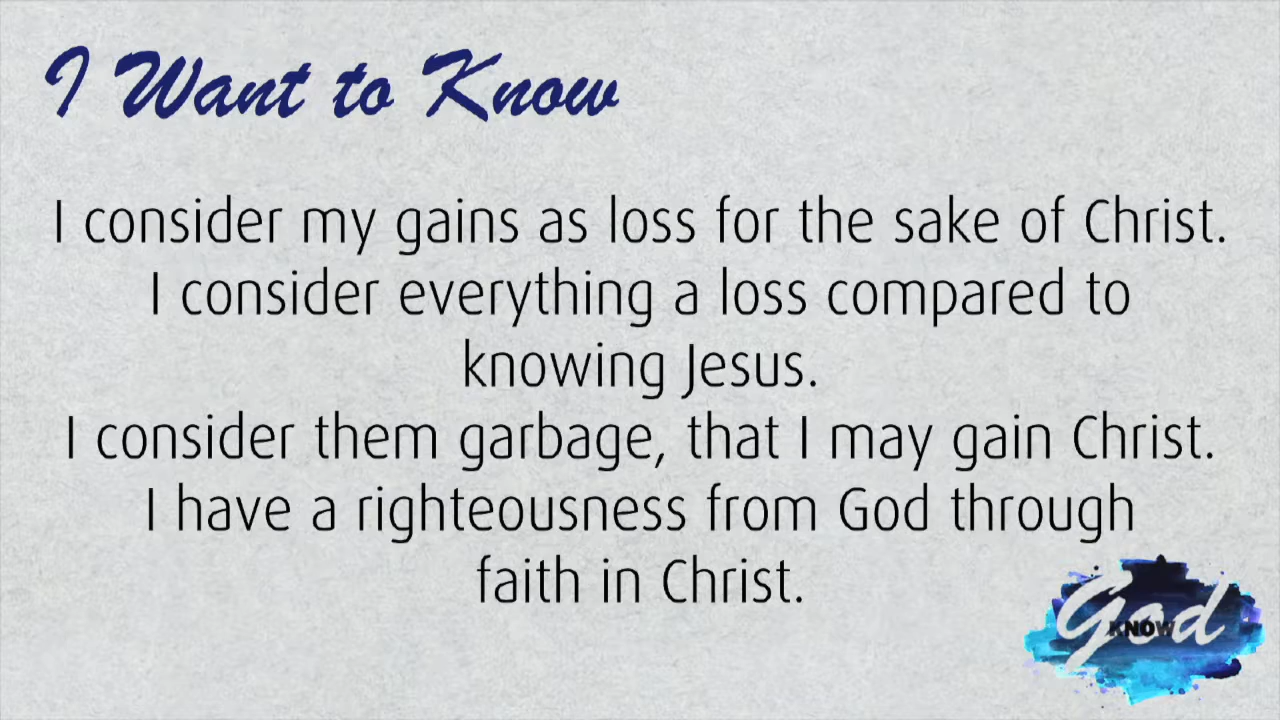 I Want to Know
I consider my gains as loss for the sake of Christ.
I consider everything a loss compared to
knowing Jesus.
I consider them garbage, that I may gain Christ.
I have a righteousness from God through
faith in Christ.
God
KNOW